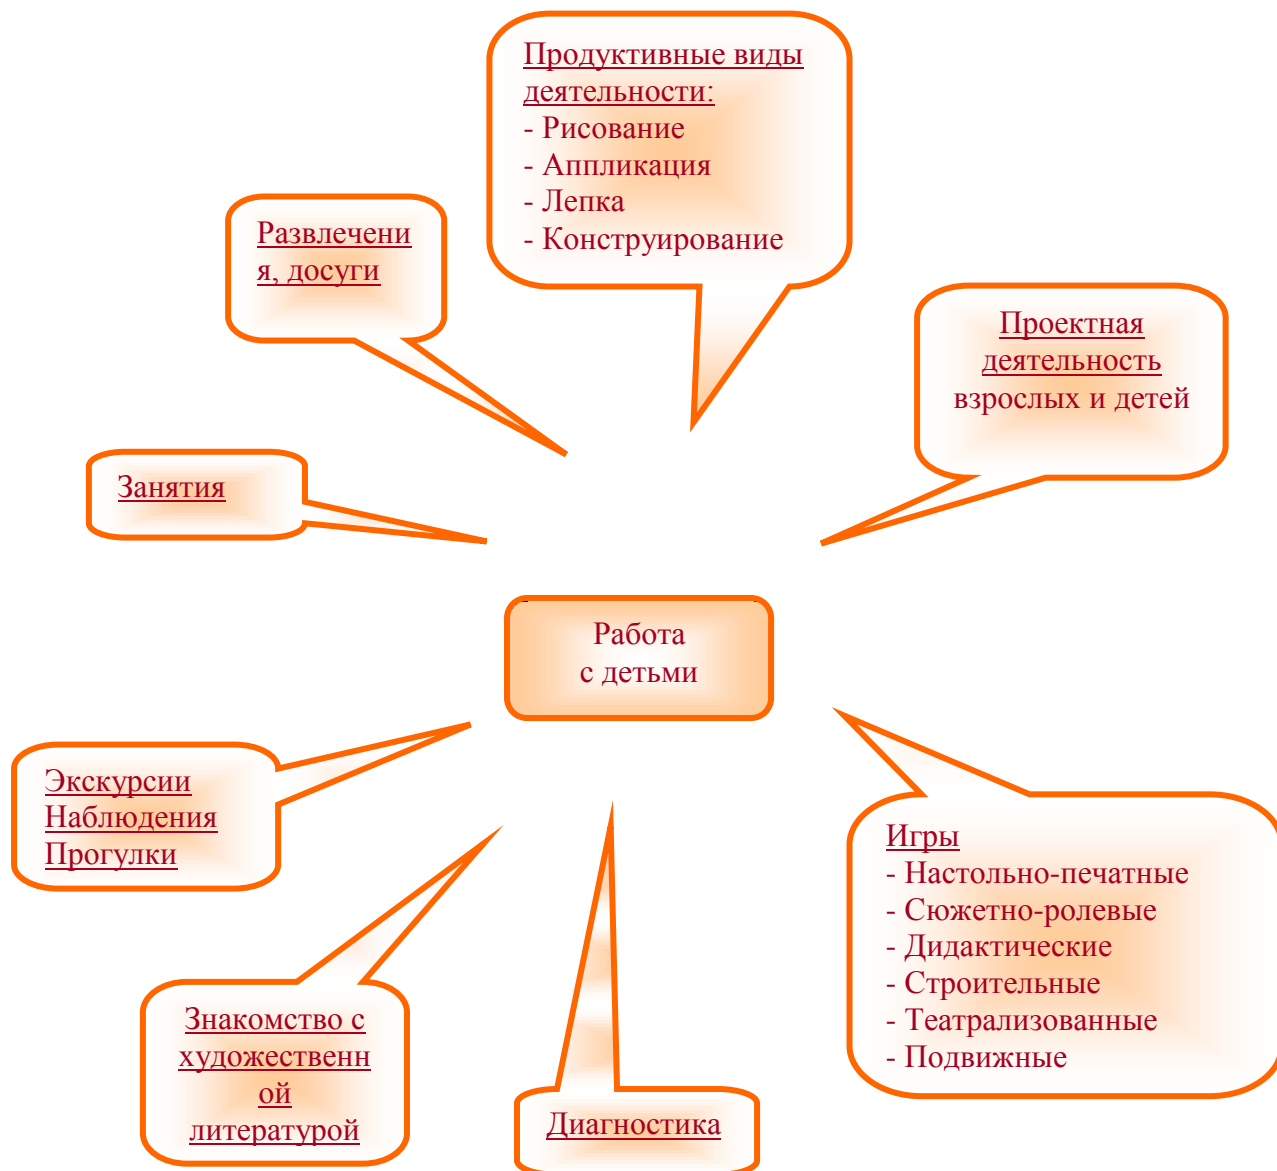 Продуктивные виды
деятельности:
- Рисование
- Аппликация
- Лепка
- Конструирование
Развлечени
я, досуги
Проектная
деятельность
взрослых и детей
Занятия
Работа
с детьми
Экскурсии
Наблюдения
Прогулки
Игры
- Настольно-печатные
- Сюжетно-ролевые
- Дидактические
- Строительные
- Театрализованные
- Подвижные
Знакомство с
художественн
ой
литературой
Диагностика